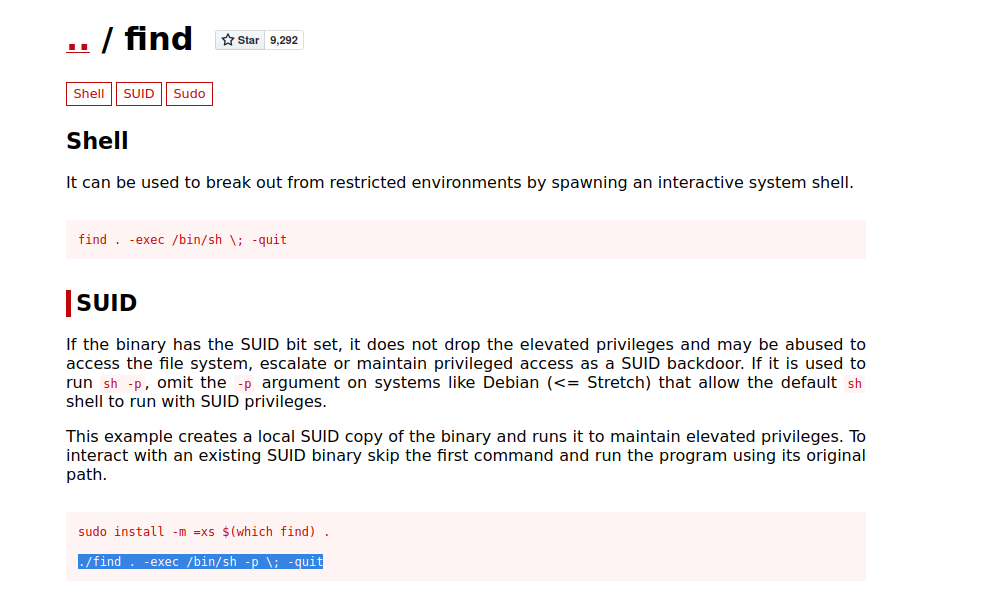 .. / find Star 9,292
Shell SUID Sudo
Shell
It can be used to break out from restricted environments by spawning an interactive system shell.
find . -exec /bin/sh \; -quit
SUID
If the binary has the SUID bit set, it does not drop the elevated privileges and may be abused to
access the file system, escalate or maintain privileged access as a SUID backdoor. If it is used to
run sh -p, omit the -p argument on systems like Debian (<= Stretch) that allow the default sh
shell to run with SUID privileges.
This example creates a local SUID copy of the binary and runs it to maintain elevated privileges. To
interact with an existing SUID binary skip the first command and run the program using its original
path.
sudo install -m =xs $(which find) .
./find . -exec /bin/sh -p \; -quit